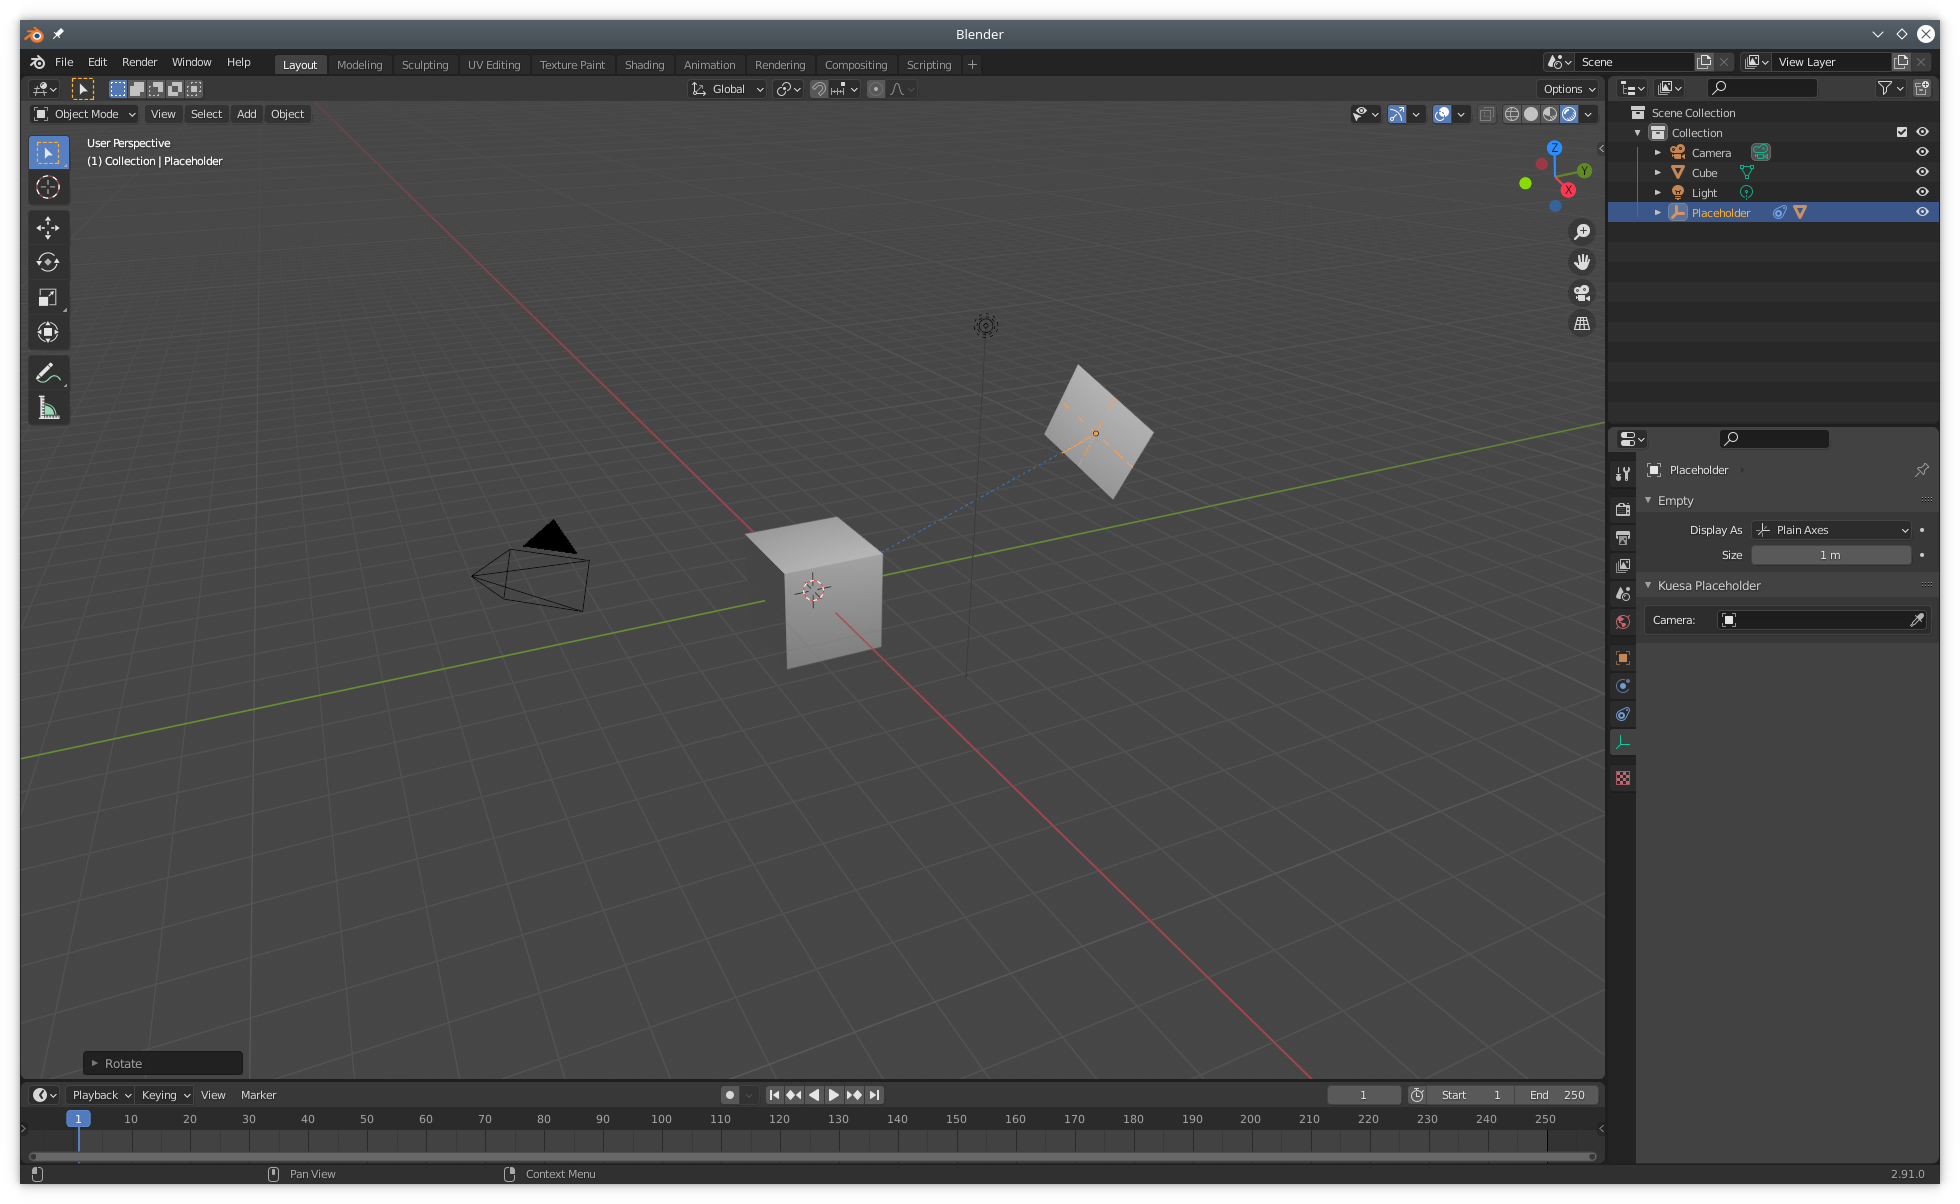 Blender
File Edit Render Window Help Layout Modeling Sculpting UV Editing Texture Paint Shading Animation Rendering Compositing Scripting + Scene View Layer
Global Options
Object Mode View Select Add Object
User Perspective
(1) Collection | Placeholder
Z
Y
X
Scene Collection
Collection
Camera
Cube
Light
Placeholder
Placeholder
Empty
Display As Plain Axes
Size 1 m
Kuesa Placeholder
Camera:
Rotate
Playback Keying View Marker 1 Start 1 End 250
1 10 20 30 40 50 60 70 80 90 100 110 120 130 140 150 160 170 180 190 200 210 220 230 240 250
Pan View Context Menu 2.91.0